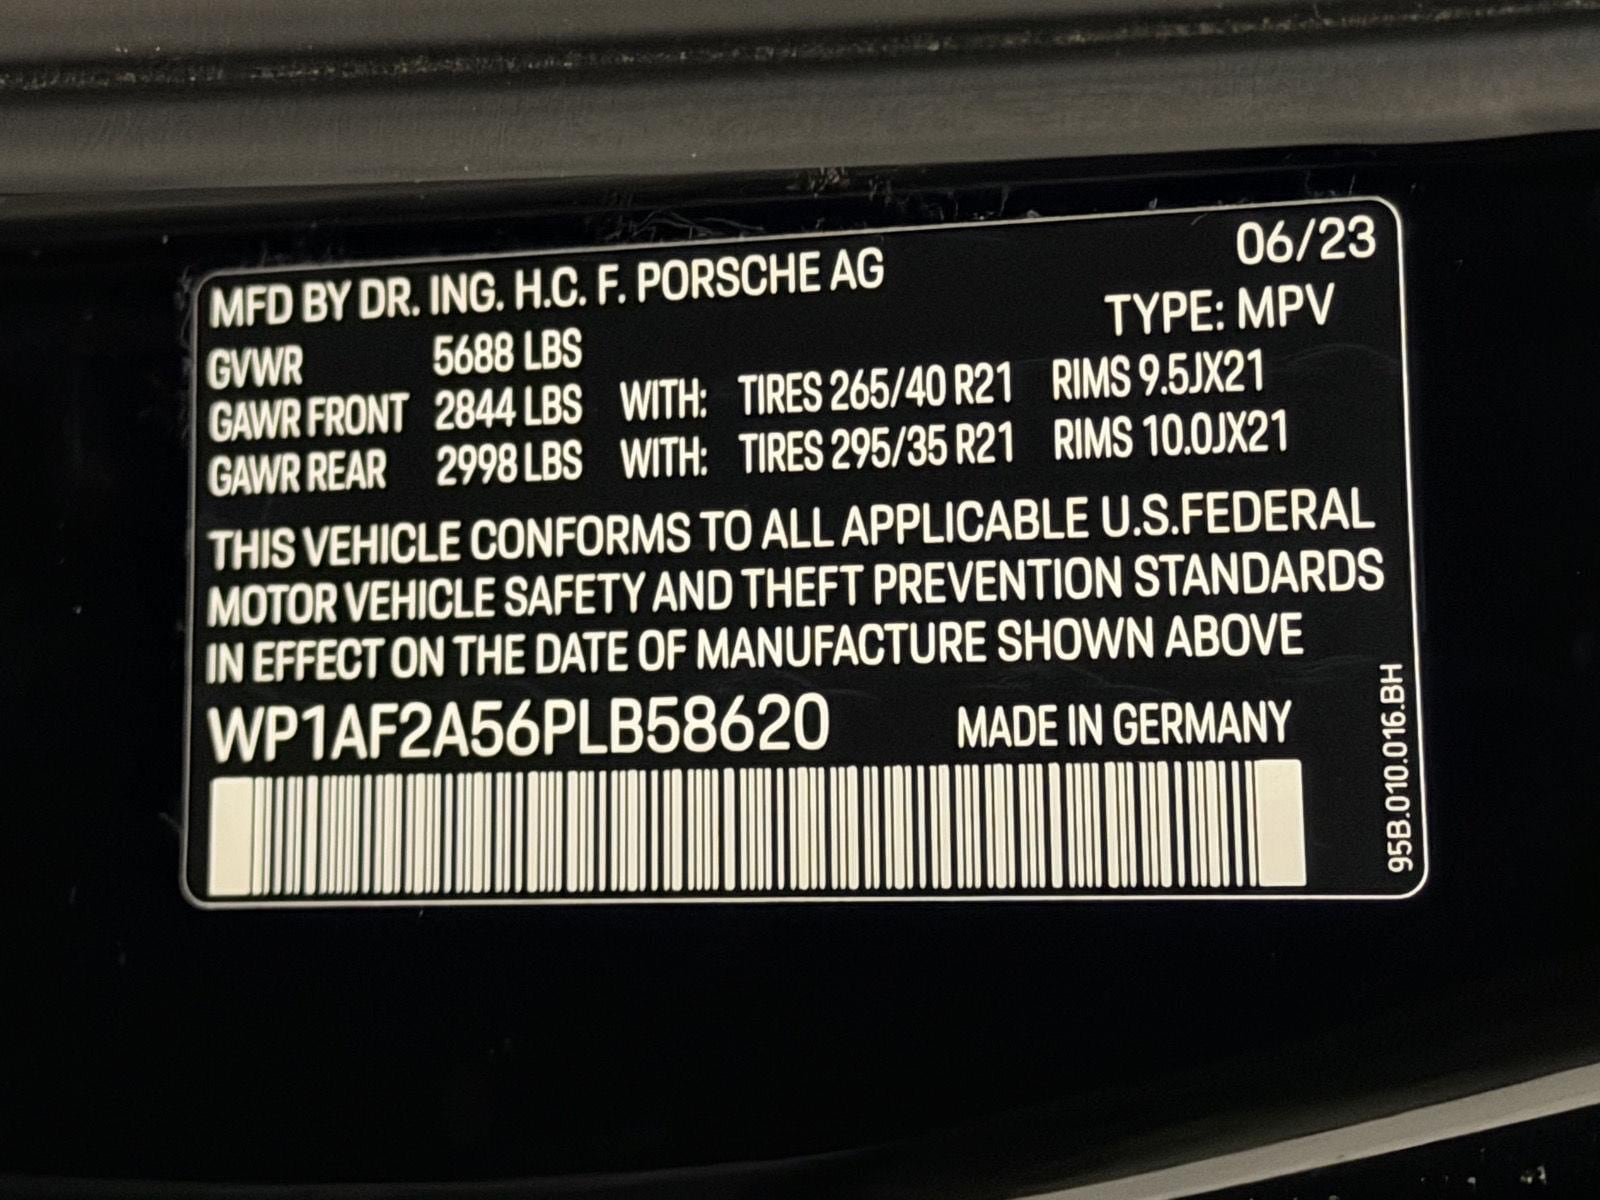 MFD BY DR. ING. H.C. F. PORSCHE AG 06/23
TYPE: MPV
GVWR 5688 LBS
GAWR FRONT 2844 LBS WITH: TIRES 265/40 R21 RIMS 9.5JX21
GAWR REAR 2998 LBS WITH: TIRES 295/35 R21 RIMS 10.0JX21
THIS VEHICLE CONFORMS TO ALL APPLICABLE U.S.FEDERAL
MOTOR VEHICLE SAFETY AND THEFT PREVENTION STANDARDS
IN EFFECT ON THE DATE OF MANUFACTURE SHOWN ABOVE
WP1AF2A56PLB58620 MADE IN GERMANY
95B.010.016.BH